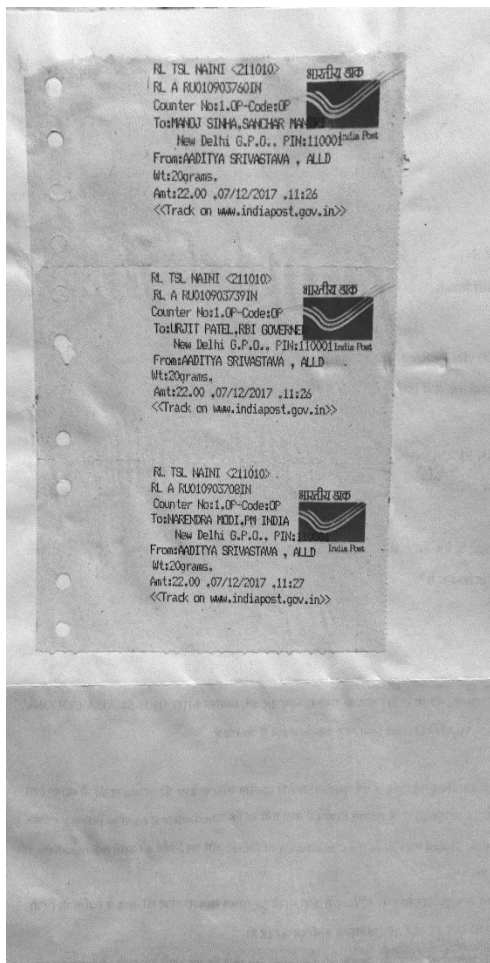 RL TSL NAINI <211010>
भारतीय डाक
RL A RU010903760IN
Counter No:1,OP-Code:OP
To:MANOJ SINHA,SANCHAR
New Delhi G.P.O., PIN:110001
India Post
From:AADITYA SRIVASTAVA , ALLD
Wt:20grams,
Amt:22.00 ,07/12/2017 ,11:26
<<Track on www.indiapost.gov.in>>
RL TSL NAINI <211010>
भारतीय डाक
RL A RU010903739IN
Counter No:1,OP-Code:OP
To:URJIT PATEL,RBI GOVERNER
New Delhi G.P.O., PIN:110001
India Post
From:AADITYA SRIVASTAVA , ALLD
Wt:20grams,
Amt:22.00 ,07/12/2017 ,11:26
<<Track on www.indiapost.gov.in>>
RL TSL NAINI <211010>
भारतीय डाक
RL A RU010903708IN
Counter No:1,OP-Code:OP
To:NARENDRA MODI,PM INDIA
New Delhi G.P.O., PIN:110001
India Post
From:AADITYA SRIVASTAVA , ALLD
Wt:20grams,
Amt:22.00 ,07/12/2017 ,11:27
<<Track on www.indiapost.gov.in>>